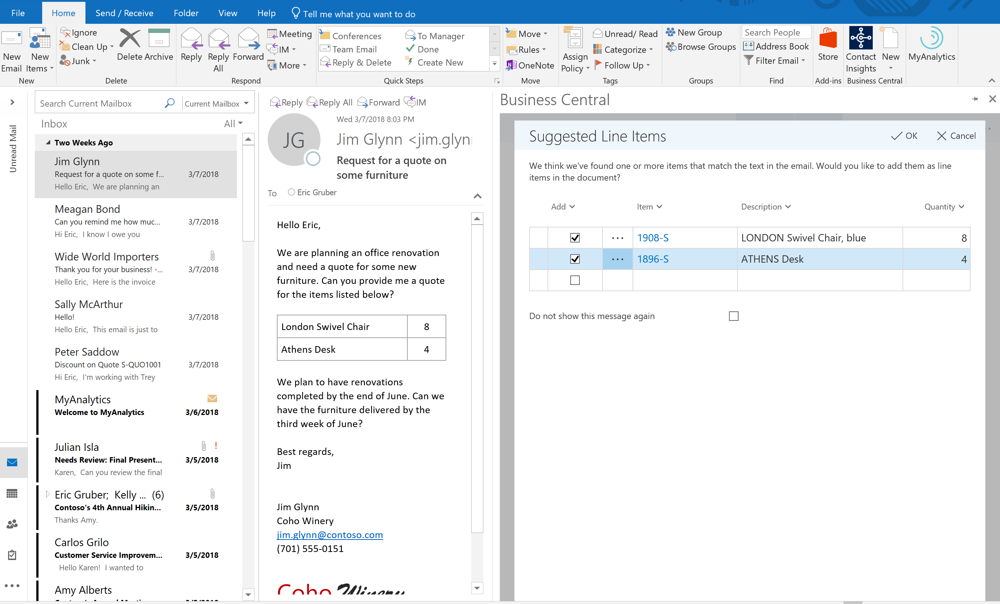 File Home Send / Receive Folder View Help Tell me what you want to do
New Email
New Items
New
Ignore
Clean Up
Junk
Delete Archive
Delete
Reply
Reply All
Forward
Meeting
IM
More
Respond
Conferences
Team Email
Reply & Delete
To Manager
Done
Create New
Quick Steps
Move
Rules
OneNote
Move
Assign Policy
Unread/ Read
Categorize
Follow Up
Tags
New Group
Browse Groups
Groups
Search People
Address Book
Filter Email
Find
Store
Add-ins
Contact Insights
New
Business Central
MyAnalytics
Unread Mail
Search Current Mailbox Current Mailbox
Inbox All
Two Weeks Ago
Jim Glynn
Request for a quote on some f... 3/7/2018
Hello Eric, We are planning an
Meagan Bond
Can you remind me how muc... 3/7/2018
Hi Eric, I know I owe you
Wide World Importers
Thank you for your business! -... 3/7/2018
Hello Eric, Here is the invoice
Sally McArthur
Hello! 3/7/2018
Hello Eric, This email is just to
Peter Saddow
Discount on Quote S-QUO1001 3/7/2018
Hi Eric, I'm working with Trey
MyAnalytics
Welcome to MyAnalytics 3/6/2018
Julian Isla !
Needs Review: Final Present... 3/5/2018
Karen, Can you review the final
Eric Gruber; Kelly ... (6)
Contoso's 4th Annual Hikin... 3/5/2018
Thanks Amy.
Carlos Grilo
Customer Service Improvem... 3/5/2018
Hello Karen! I wanted to
Amy Alberts
Reply Reply All Forward IM
Wed 3/7/2018 8:03 PM
JG
Jim Glynn <jim.glyn
Request for a quote on
some furniture
To Eric Gruber
Hello Eric,
We are planning an office renovation
and need a quote for some new
furniture. Can you provide me a quote
for the items listed below?
London Swivel Chair 8
Athens Desk 4
We plan to have renovations
completed by the end of June. Can we
have the furniture delivered by the
third week of June?
Best regards,
Jim
Jim Glynn
Coho Winery
jim.glynn@contoso.com
(701) 555-0151
Coho Winery
Business Central
Suggested Line Items OK Cancel
We think we've found one or more items that match the text in the email. Would you like to add them as line
items in the document?
Add Item Description Quantity
1908-S LONDON Swivel Chair, blue 8
1896-S ATHENS Desk 4
Do not show this message again